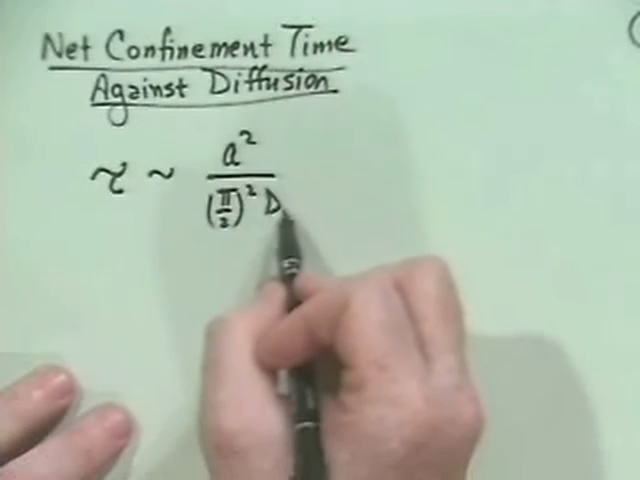 Net Confinement Time
Against Diffusion
τ ~ a²/(π/2)² D